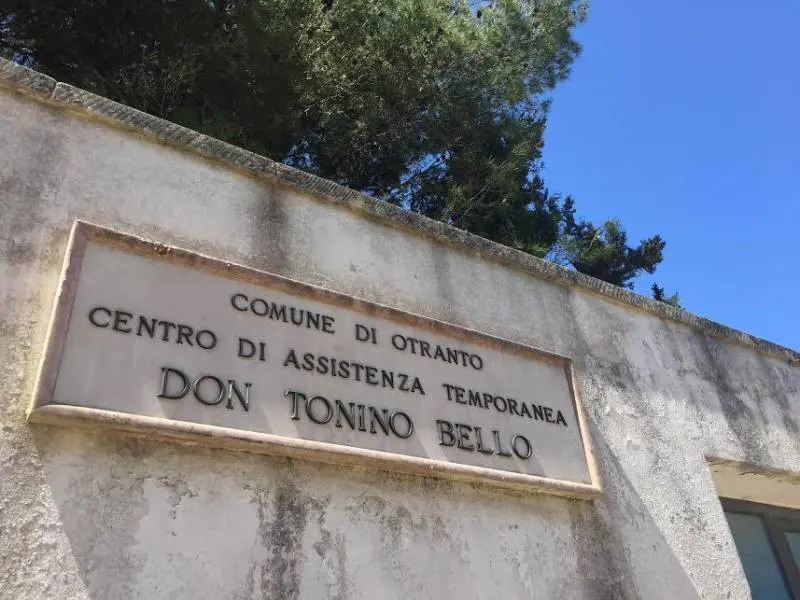 COMUNE DI OTRANTO
CENTRO DI ASSISTENZA TEMPORANEA
DON TONINO BELLO